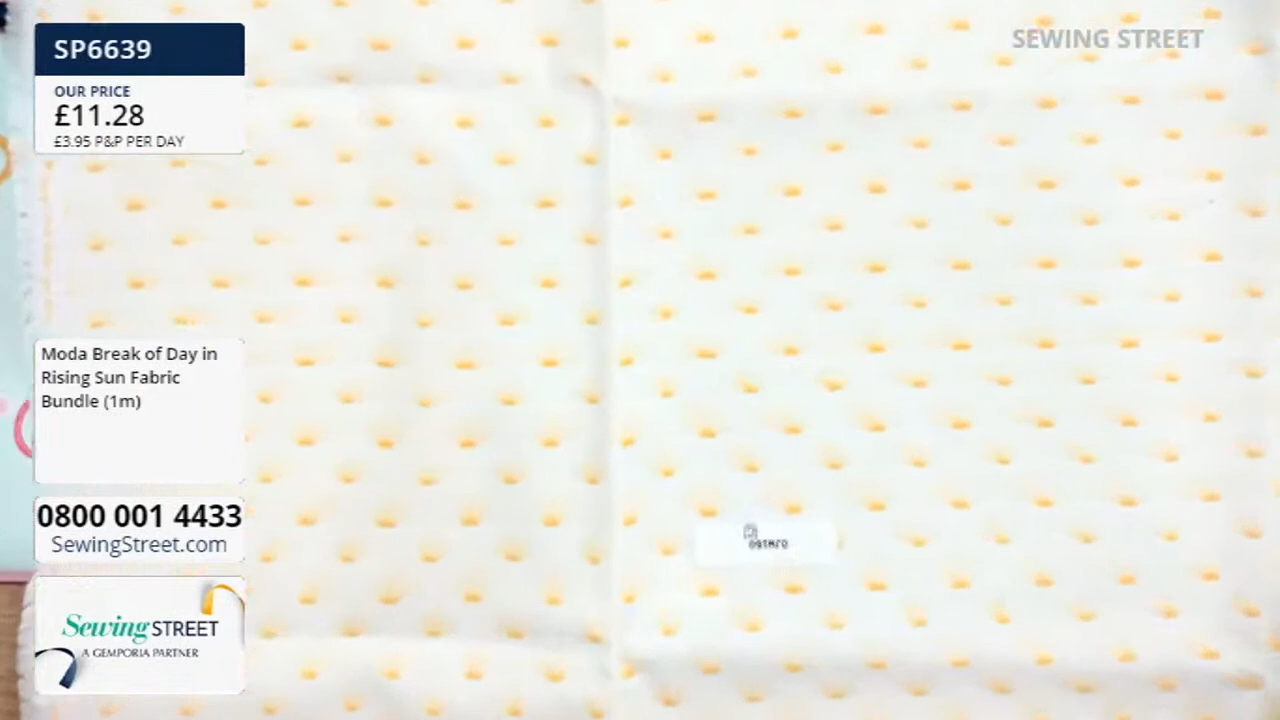 SP6639
SEWING STREET
OUR PRICE
£11.28
£3.95 P&P PER DAY
Moda Break of Day in
Rising Sun Fabric
Bundle (1m)
0800 001 4433
SewingStreet.com
Sewing STREET
A GEMPORIA PARTNER